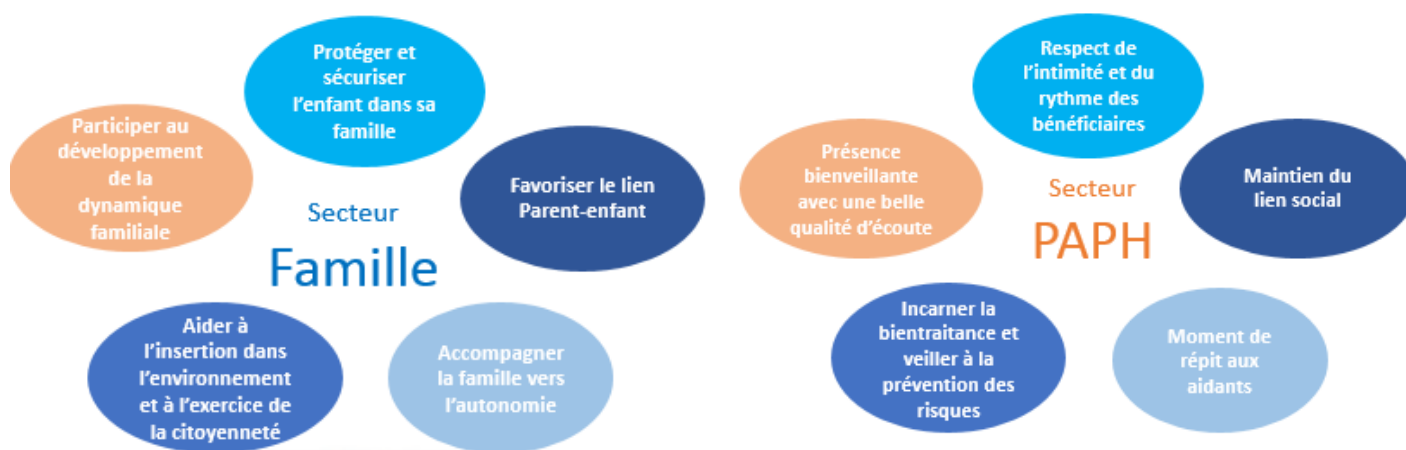 Protéger et
sécuriser
l'enfant dans sa
famille
Participer au
développement
de la
dynamique
familiale
Favoriser le lien
Parent-enfant
Secteur
Famille
Aider à
l'insertion dans
l'environnement
et à l'exercice de
la citoyenneté
Accompagner
la famille vers
l'autonomie
Respect de
l'intimité et du
rythme des
bénéficiaires
Présence
bienveillante
avec une belle
qualité d'écoute
Maintien du
lien social
Secteur
PAPH
Incarner la
bientraitance et
veiller à la
prévention des
risques
Moment de
répit aux
aidants